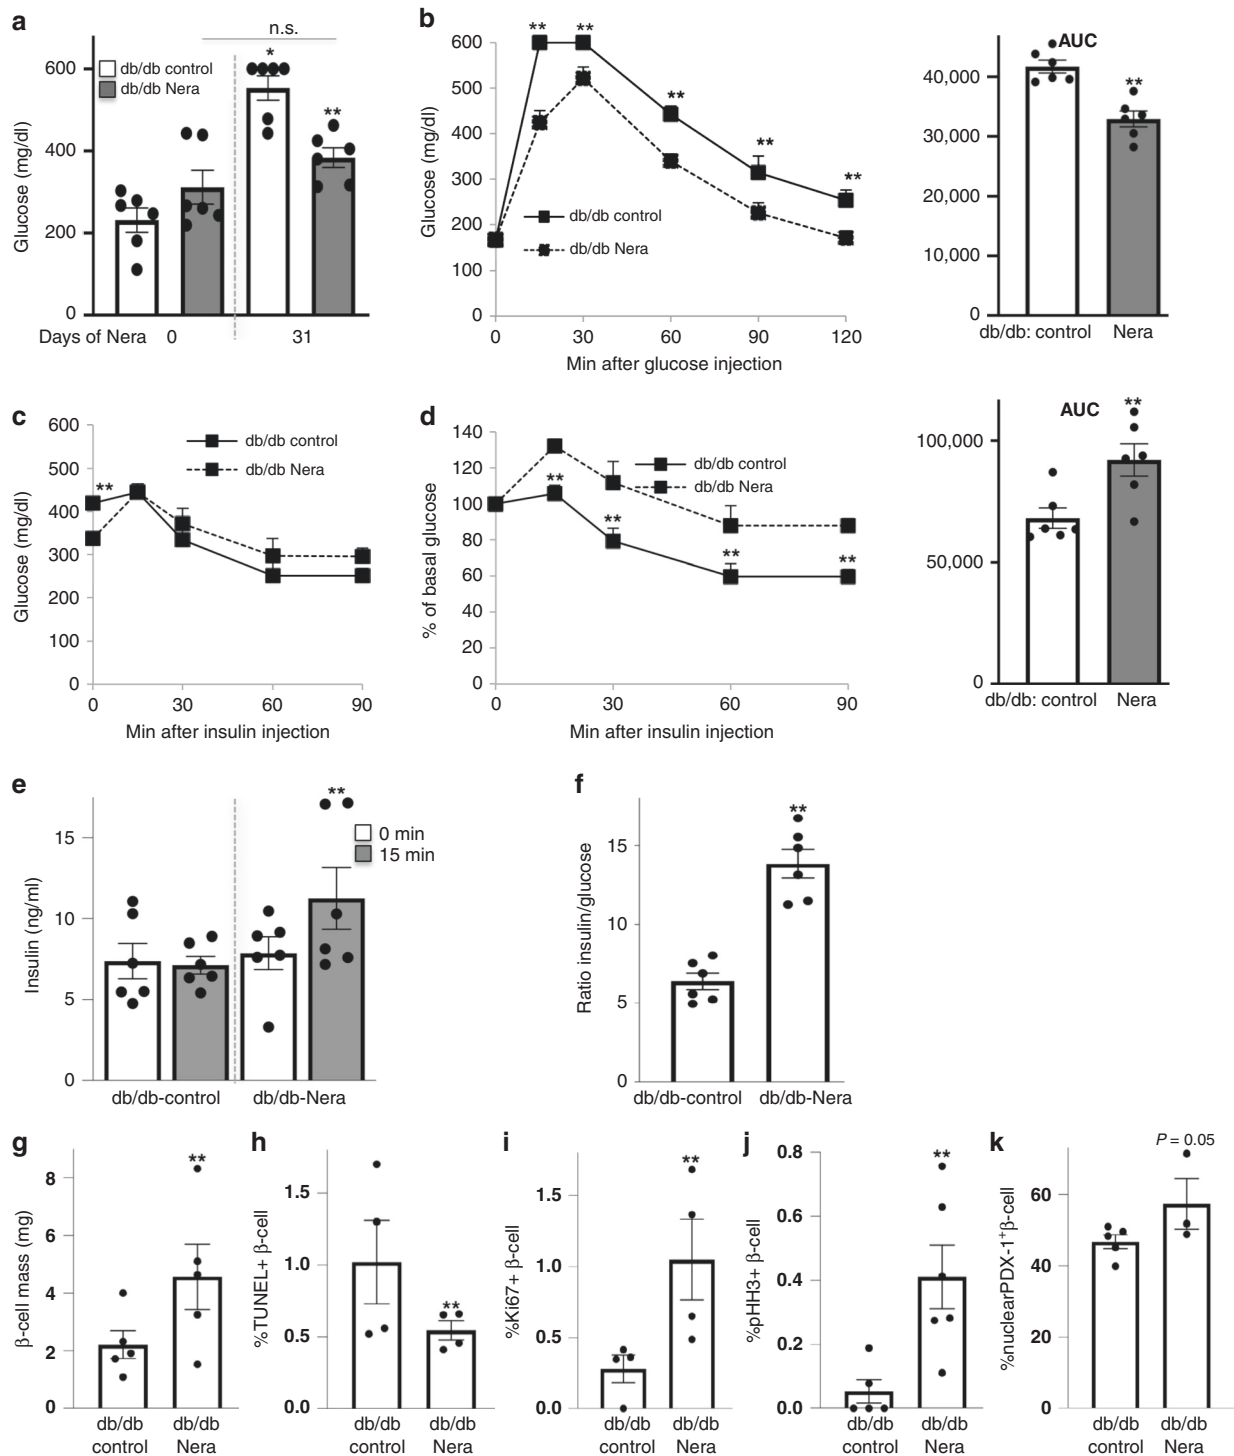 a
n.s.
600
400
200
0
Glucose (mg/dl)
db/db control
db/db Nera
*
**
Days of Nera 0 31
b
600
500
400
300
200
100
0
Glucose (mg/dl)
** ** ** ** **
db/db control
db/db Nera
0 30 60 90 120
Min after glucose injection
AUC
**
40,000
30,000
20,000
10,000
0
db/db: control Nera
c
600
500
400
300
200
100
0
Glucose (mg/dl)
**
db/db control
db/db Nera
0 30 60 90
Min after insulin injection
d
140
120
100
80
60
40
20
0
% of basal glucose
db/db control
db/db Nera
** ** ** **
0 30 60 90
Min after insulin injection
AUC
**
100,000
50,000
0
db/db: control Nera
e
15
10
5
0
Insulin (ng/ml)
**
0 min
15 min
db/db-control db/db-Nera
f
15
10
5
0
Ratio insulin/glucose
**
db/db-control db/db-Nera
g
8
6
4
2
0
β-cell mass (mg)
**
db/db db/db
control Nera
h
1.5
1.0
0.5
0.0
%TUNEL+ β-cell
**
db/db db/db
control Nera
i
1.5
1.0
0.5
0.0
%Ki67+ β-cell
**
db/db db/db
control Nera
j
0.8
0.6
0.4
0.2
0.0
%pHH3+ β-cell
**
db/db db/db
control Nera
k
P = 0.05
60
40
20
0
%nuclearPDX-1⁺β-cell
db/db db/db
control Nera